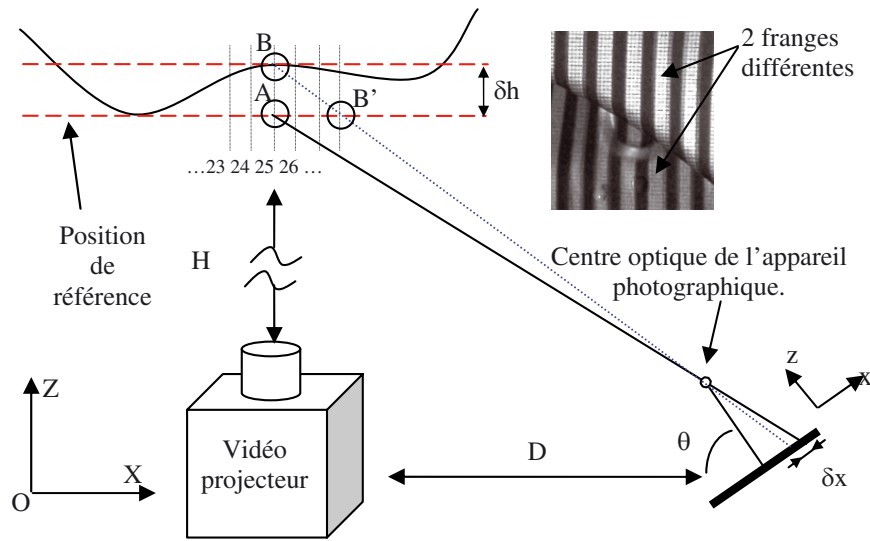 B
A
B’
δh
2 franges
différentes
…23 24 25 26 …
Position
de
référence
H
Centre optique de l’appareil
photographique.
Z
X
O
Vidéo
projecteur
D
θ
z
x
δx